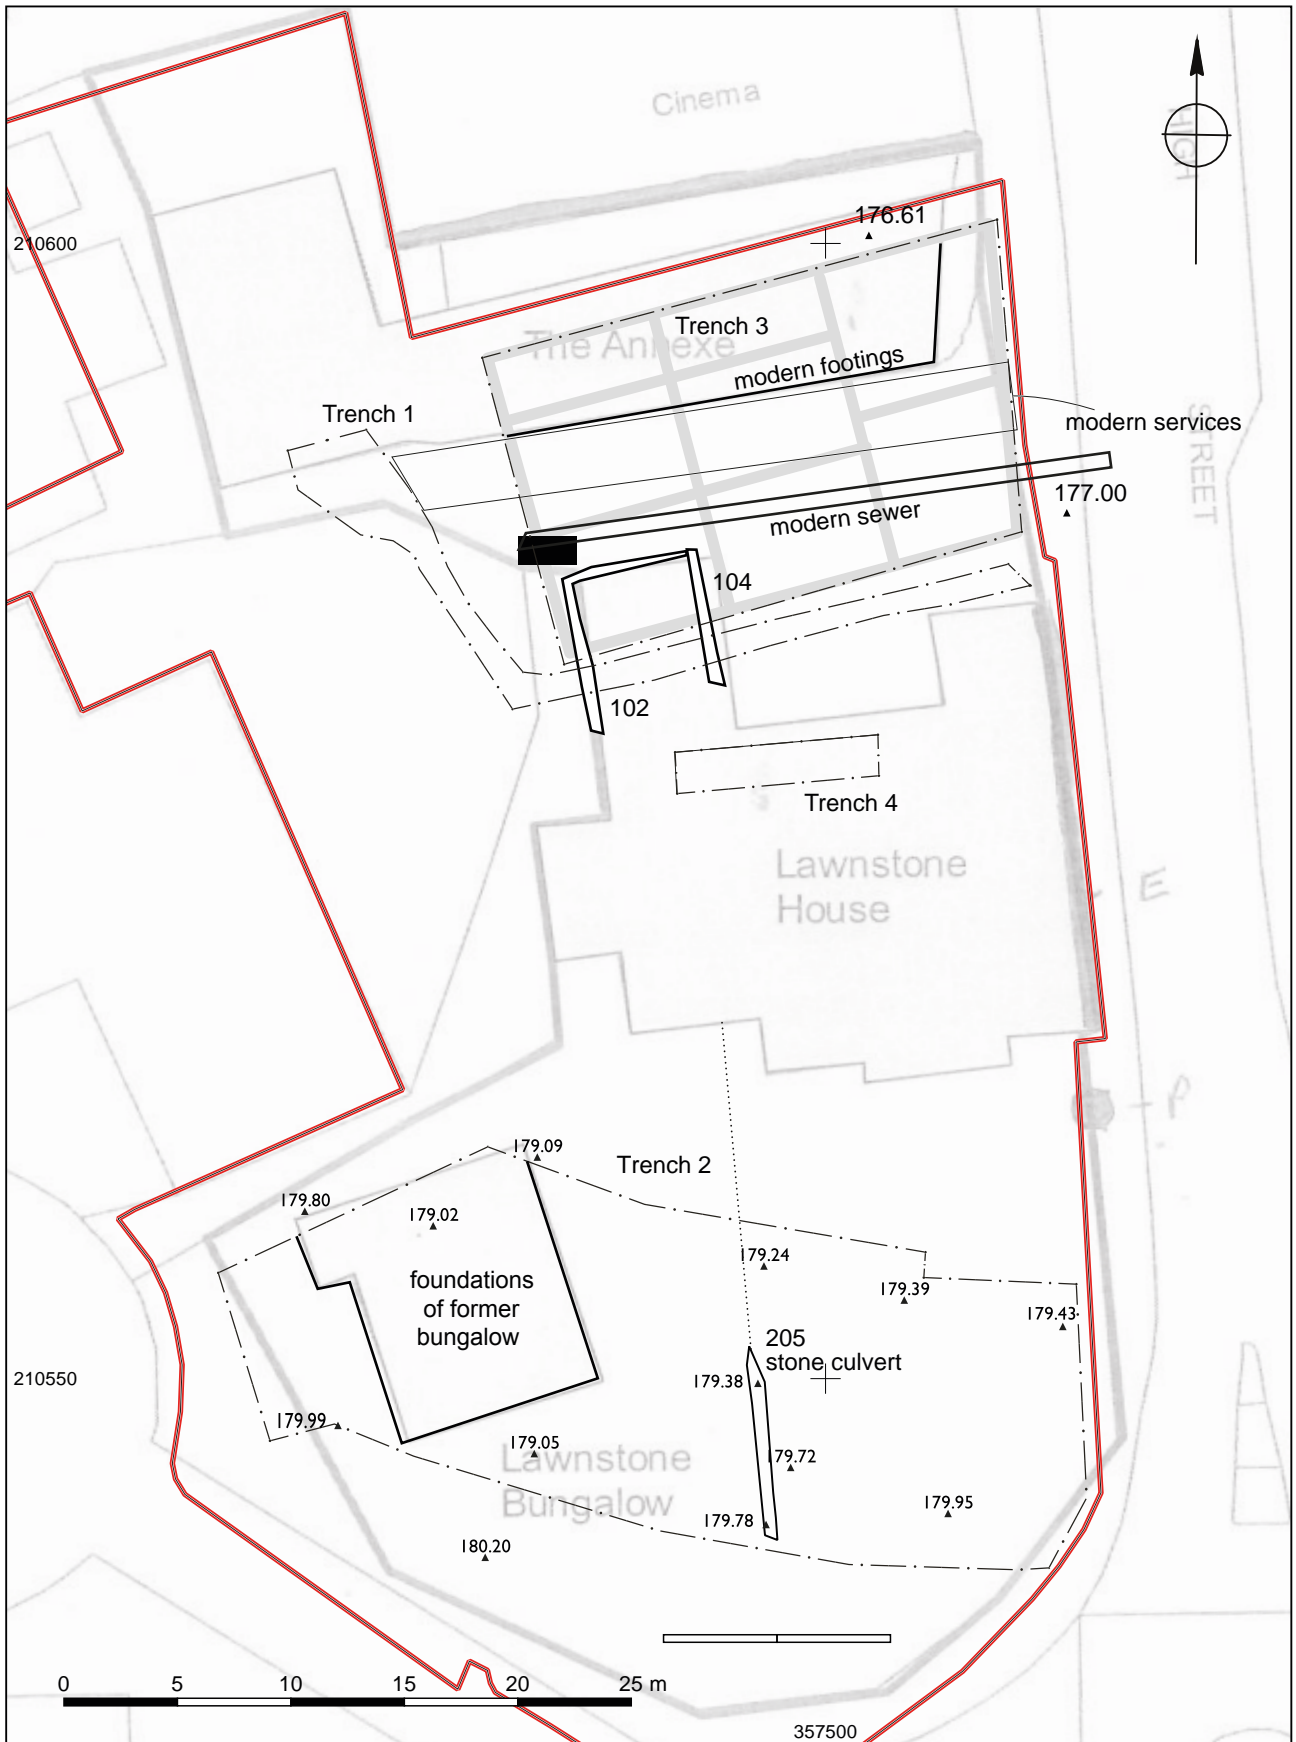 Cinema
HIGH
210600
176.61
Trench 3
The Annexe
modern footings
Trench 1
modern services
STREET
177.00
modern sewer
104
102
Trench 4
Lawnstone
House
E
P
179.09
Trench 2
179.80
179.02
179.24
foundations
of former
bungalow
179.39
179.43
205
stone culvert
210550
179.38
179.99
179.05
179.72
Lawnstone
Bungalow
179.78
179.95
180.20
0 5 10 15 20 25 m
357500